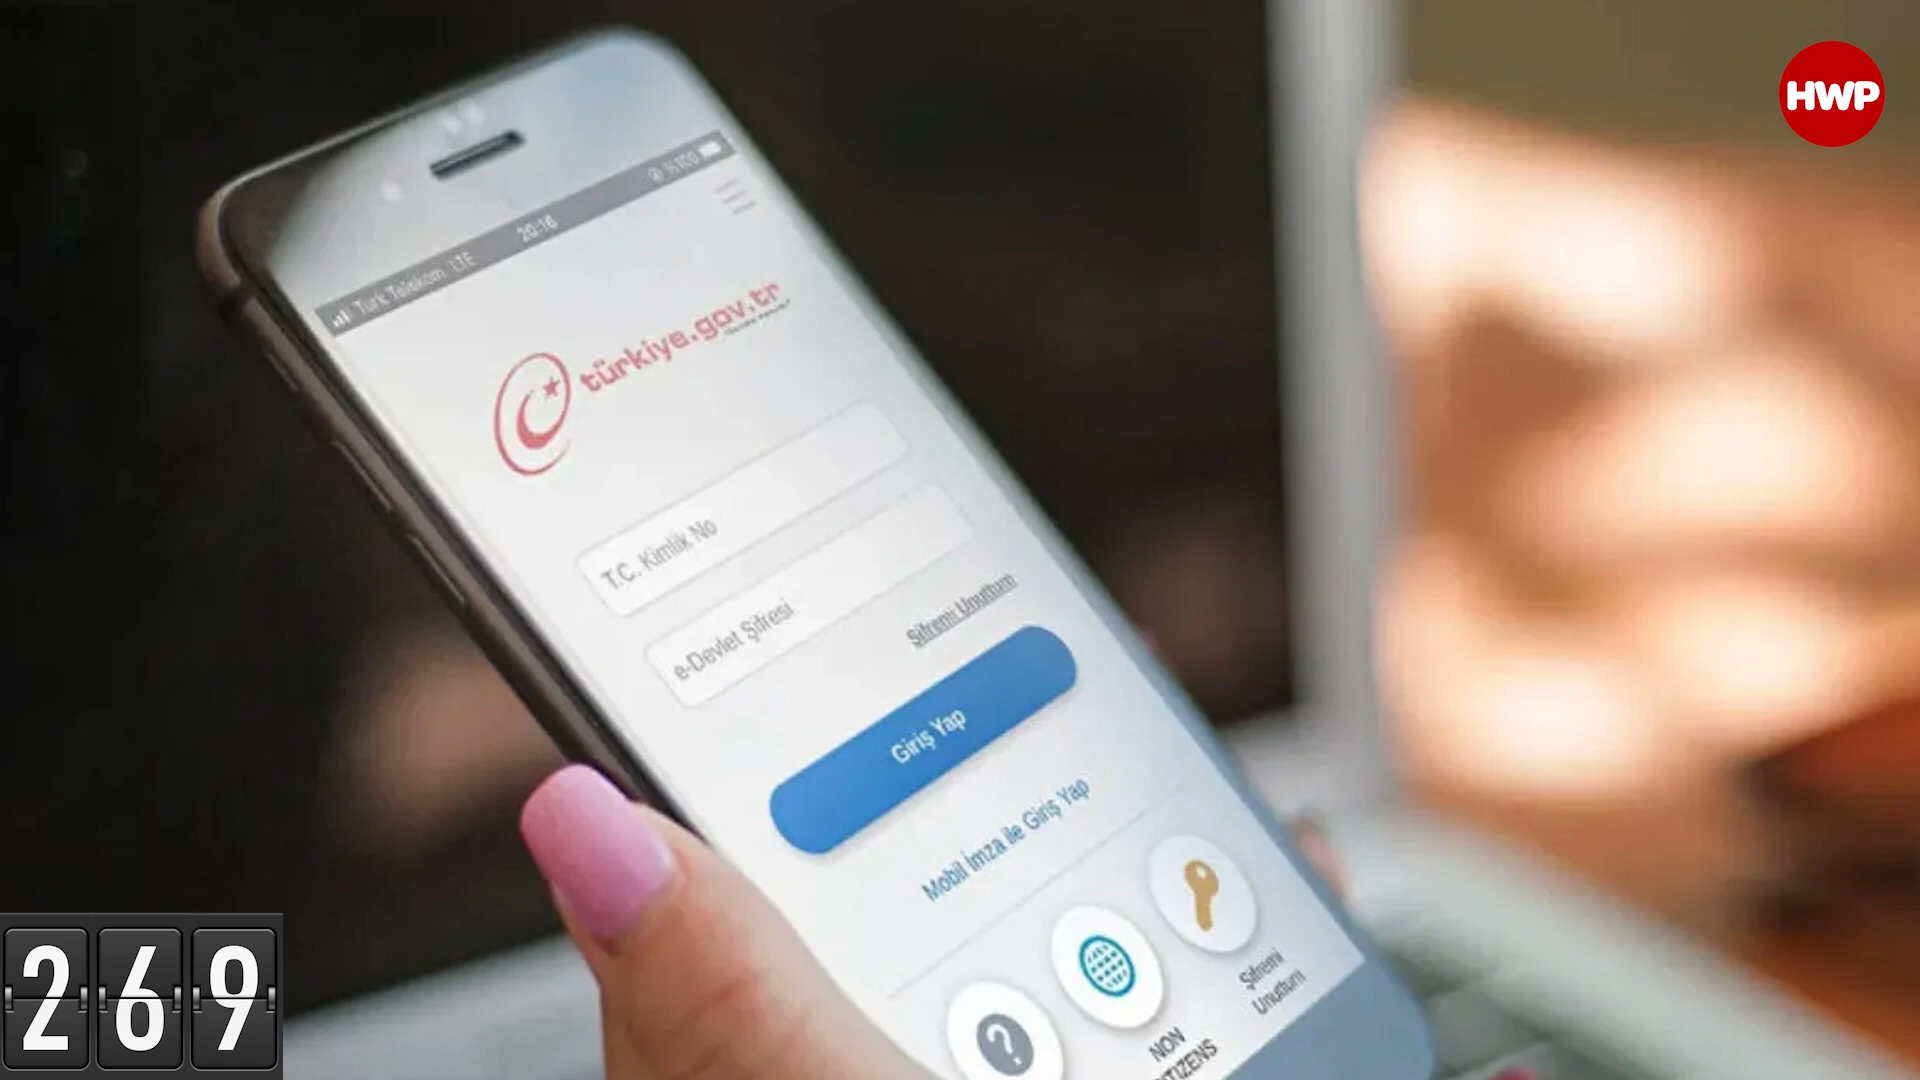 HWP
Türk Telekom LTE
20:16
%100
türkiye.gov.tr
T.C. Kimlik No
e-Devlet Şifresi
Şifremi Unuttum
Giriş Yap
Mobil İmza ile Giriş Yap
?
NON
Şifremi
Unuttum
269